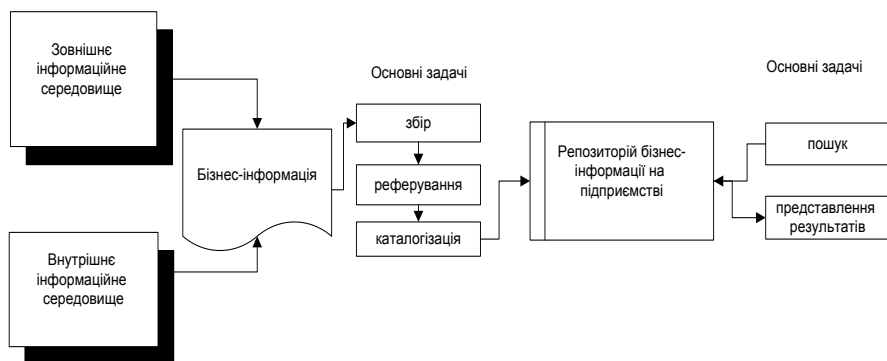 Зовнішнє
інформаційне
середовище
Основні задачі
Основні задачі
збір
Бізнес-інформація
реферування
каталогізація
Репозиторій бізнес-
інформації на
підприємстві
пошук
представлення
результатів
Внутрішнє
інформаційне
середовище